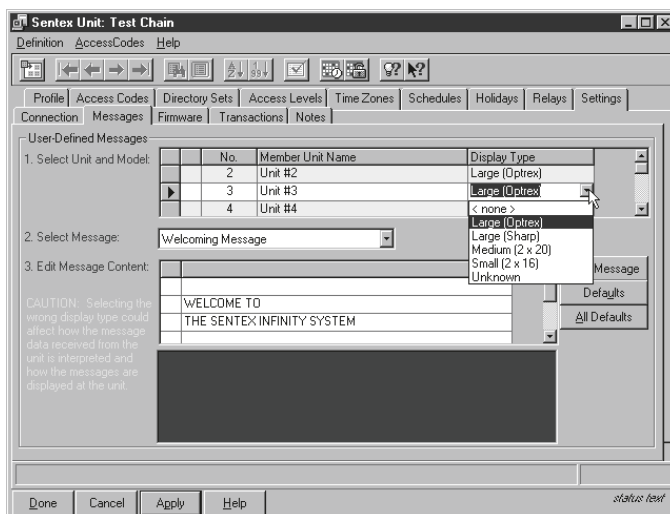 Sentex Unit: Test Chain
Definition AccessCodes Help
Profile Access Codes Directory Sets Access Levels Time Zones Schedules Holidays Relays Settings
Connection Messages Firmware Transactions Notes
User-Defined Messages
1. Select Unit and Model:
No. Member Unit Name Display Type
2 Unit #2 Large (Optrex)
3 Unit #3 Large (Optrex)
4 Unit #4
< none >
Large (Optrex)
Large (Sharp)
Medium (2 x 20)
Small (2 x 16)
Unknown
2. Select Message: Welcoming Message
3. Edit Message Content:
Message
Defaults
All Defaults
WELCOME TO
THE SENTEX INFINITY SYSTEM
CAUTION: Selecting the
wrong display type could
affect how the message
data received from the
unit is interpreted and
how the messages are
displayed at the unit.
Done Cancel Apply Help
status text